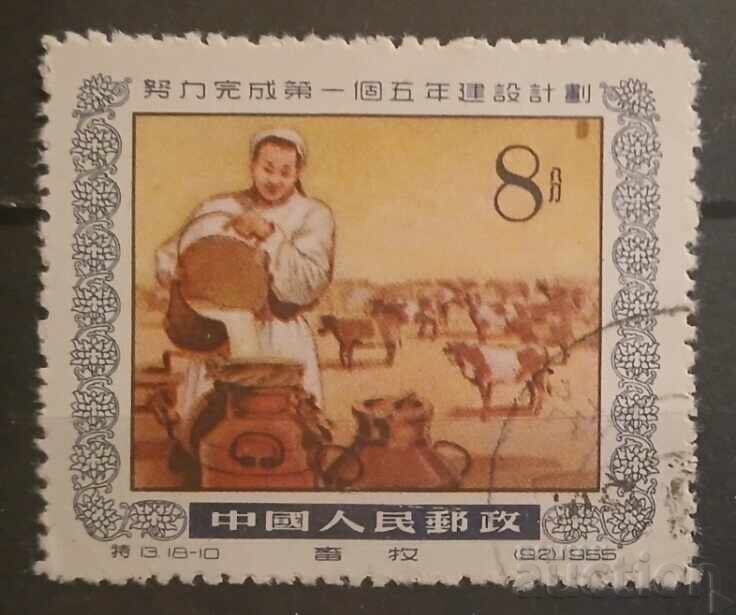 努力完成第一個五年建設計劃
8分
中國人民郵政
特13.18-10 畜牧 (92)1955
auction